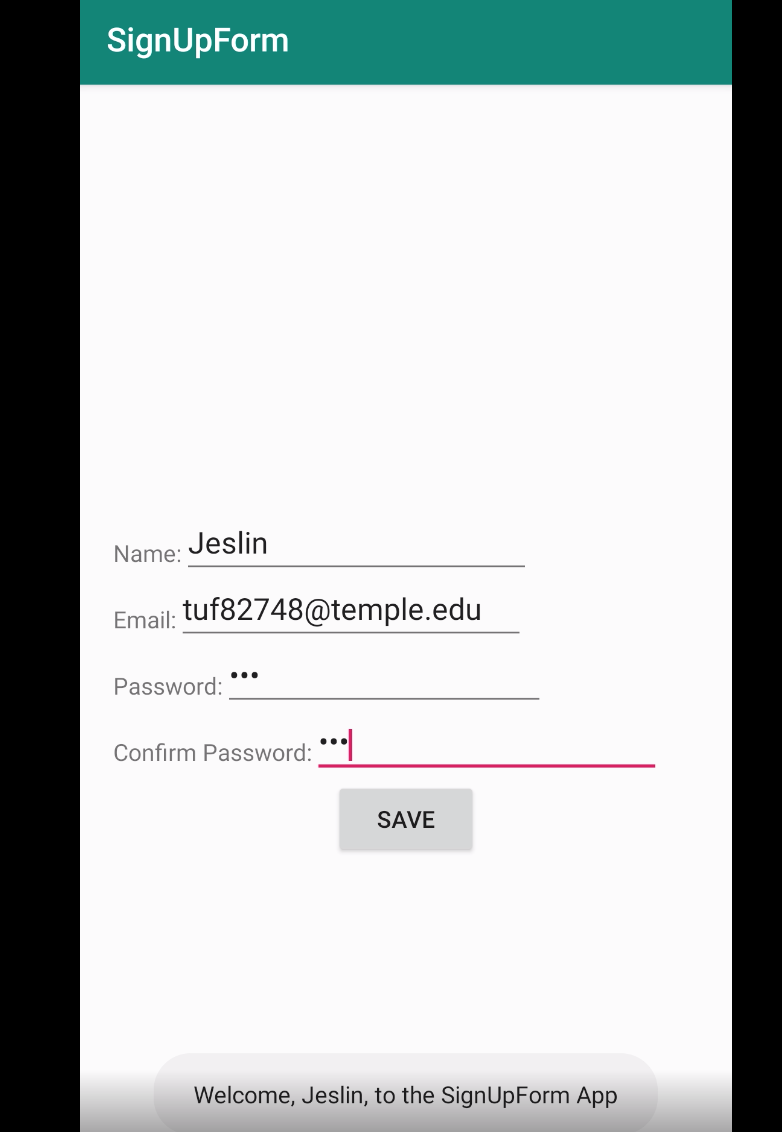 SignUpForm
Name: Jeslin
Email: tuf82748@temple.edu
Password: •••
Confirm Password: •••
SAVE
Welcome, Jeslin, to the SignUpForm App